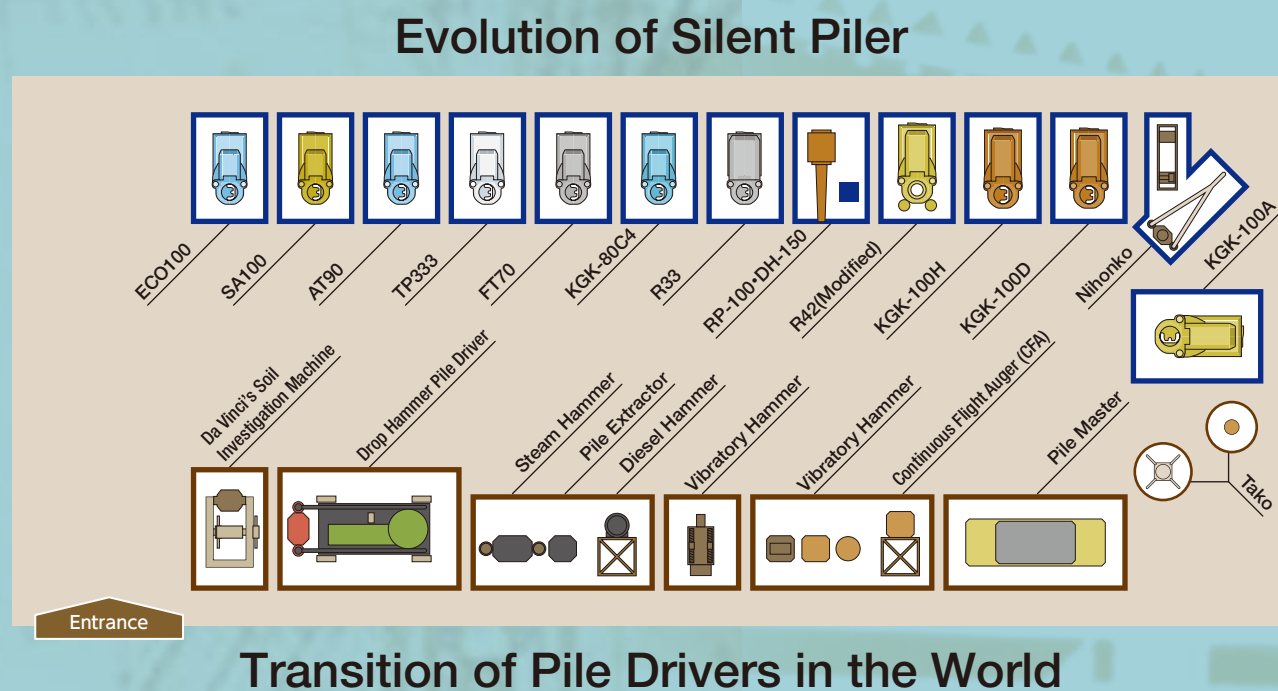 Evolution of Silent Piler
ECO100
SA100
AT90
TP333
FT70
KGK-80C4
R33
RP-100•DH-150
R42(Modified)
KGK-100H
KGK-100D
Nihonko
KGK-100A
Da Vinci's Soil
Investigation Machine
Drop Hammer Pile Driver
Steam Hammer
Pile Extractor
Diesel Hammer
Vibratory Hammer
Vibratory Hammer
Continuous Flight Auger (CFA)
Pile Master
Tako
Entrance
Transition of Pile Drivers in the World